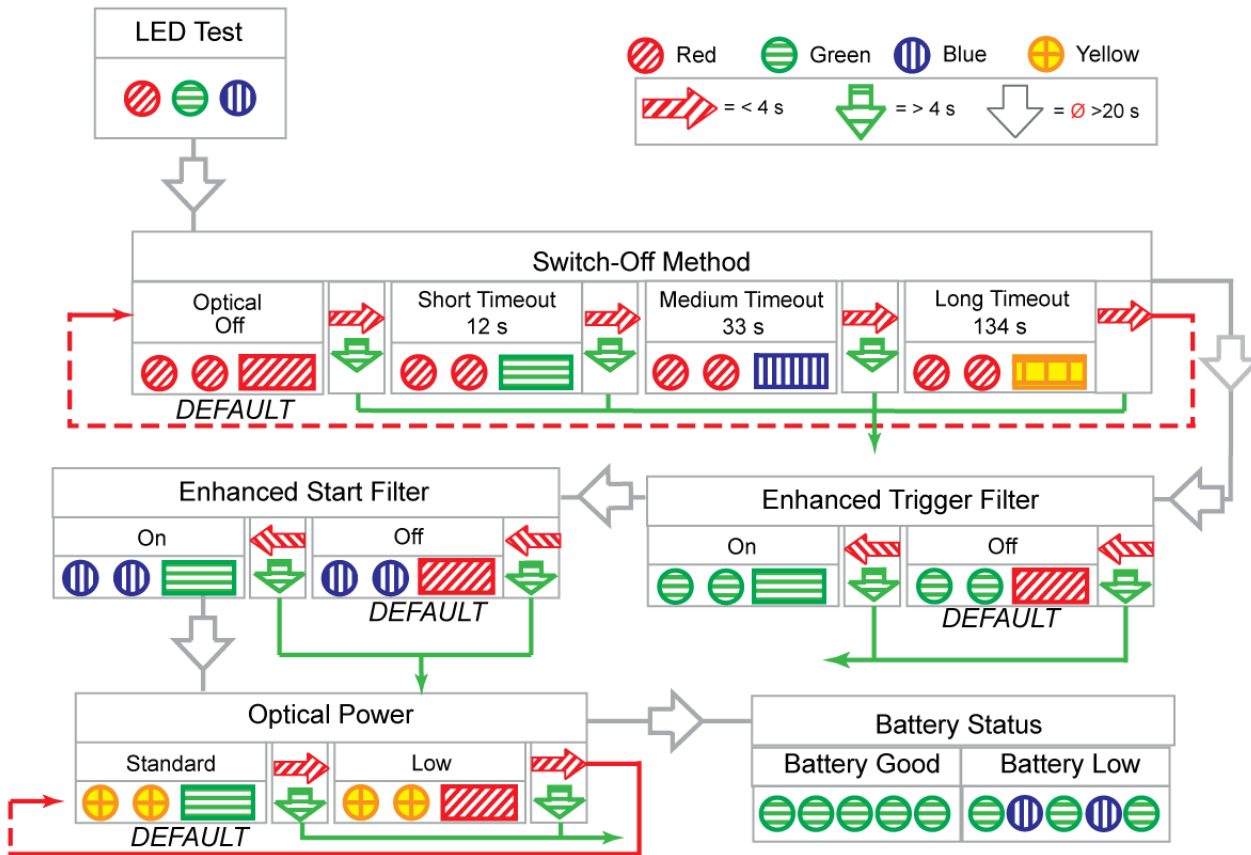 LED Test
Red Green Blue Yellow
= < 4 s = > 4 s = Ø >20 s
Switch-Off Method
Optical Off
Short Timeout 12 s
Medium Timeout 33 s
Long Timeout 134 s
DEFAULT
Enhanced Start Filter
On Off
DEFAULT
Enhanced Trigger Filter
On Off
DEFAULT
Optical Power
Standard Low
DEFAULT
Battery Status
Battery Good Battery Low